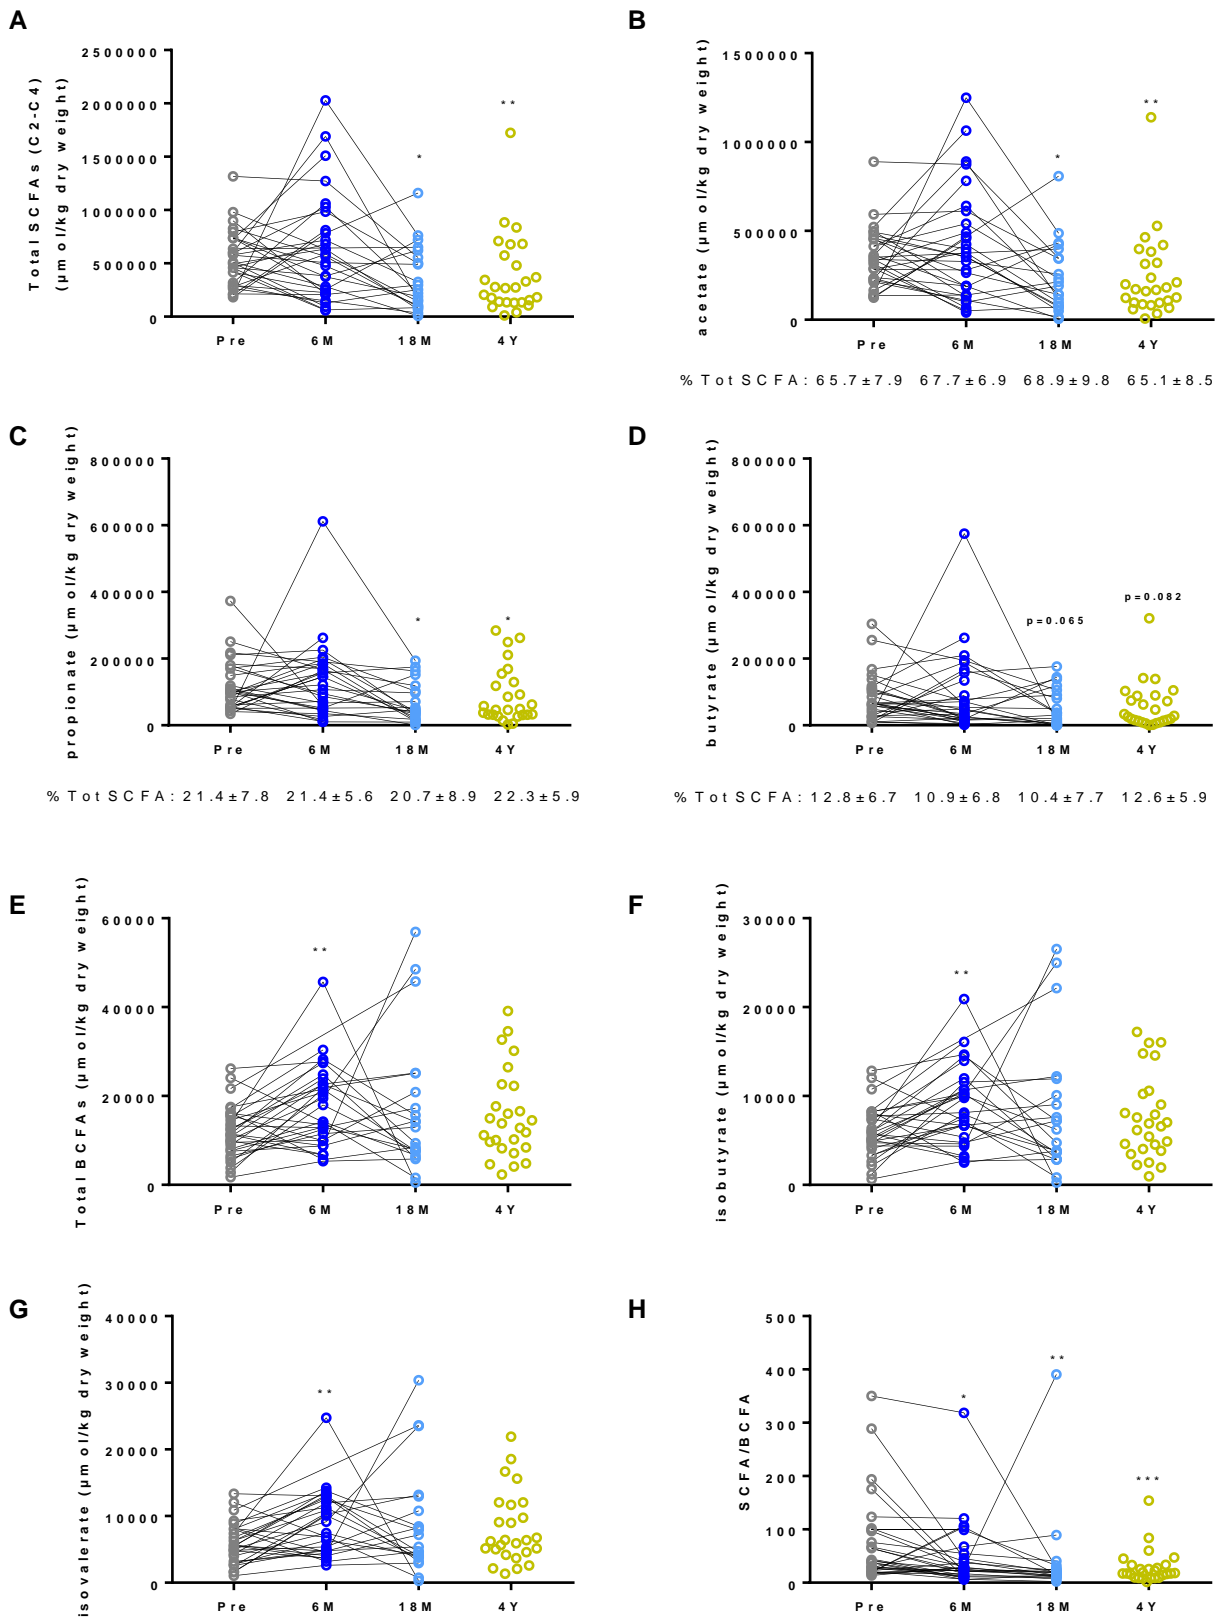 A
Total SCFAs (C2-C4)
(µmol/kg dry weight)
2500000
2000000
1500000
1000000
500000
0
*
**
Pre 6M 18M 4Y
B
acetate (µmol/kg dry weight)
1500000
1000000
500000
0
*
**
Pre 6M 18M 4Y
% Tot SCFA: 65.7±7.9 67.7±6.9 68.9±9.8 65.1±8.5
C
propionate (µmol/kg dry weight)
800000
600000
400000
200000
0
*
*
Pre 6M 18M 4Y
% Tot SCFA: 21.4±7.8 21.4±5.6 20.7±8.9 22.3±5.9
D
butyrate (µmol/kg dry weight)
800000
600000
400000
200000
0
p=0.065
p=0.082
Pre 6M 18M 4Y
% Tot SCFA: 12.8±6.7 10.9±6.8 10.4±7.7 12.6±5.9
E
Total BCFAs (µmol/kg dry weight)
60000
40000
20000
0
**
Pre 6M 18M 4Y
F
isobutyrate (µmol/kg dry weight)
30000
20000
10000
0
**
Pre 6M 18M 4Y
G
isovalerate (µmol/kg dry weight)
40000
30000
20000
10000
0
**
Pre 6M 18M 4Y
H
SCFA/BCFA
500
400
300
200
100
0
*
**
***
Pre 6M 18M 4Y